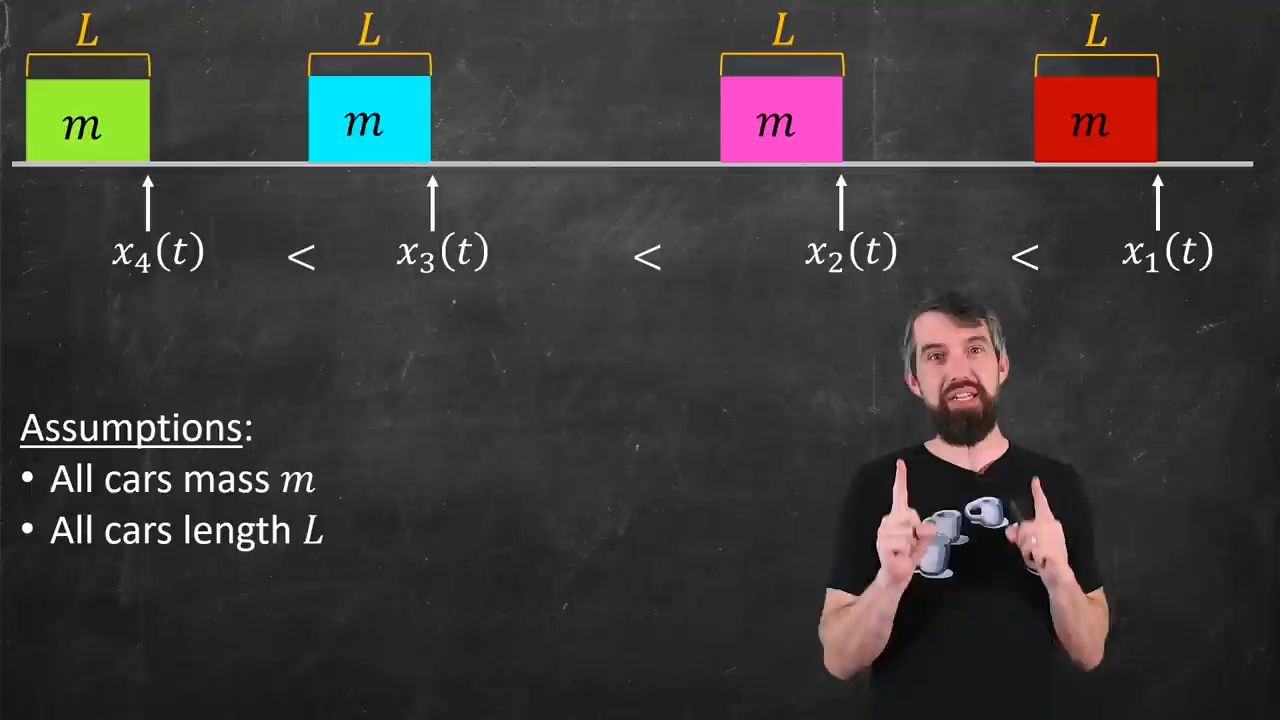 L L L L
m m m m
x₄(t) < x₃(t) < x₂(t) < x₁(t)
Assumptions:
• All cars mass m
• All cars length L